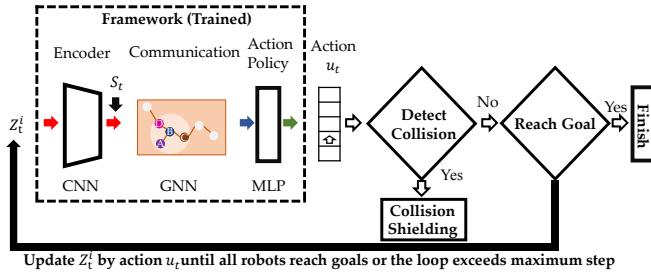 Framework (Trained)
Encoder
Communication
Action
Policy
Action
u_t
S_t
Z_t^i
D
B
A
C
CNN
GNN
MLP
Detect
Collision
No
Reach Goal
Yes
Finish
Yes
Collision
Shielding
Update Z_t^i by action u_t until all robots reach goals or the loop exceeds maximum step